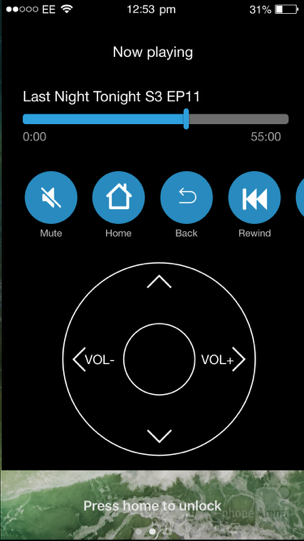 EE 12:53 pm 31%
Now playing
Last Night Tonight S3 EP11
0:00 55:00
Mute Home Back Rewind
VOL- VOL+
Press home to unlock